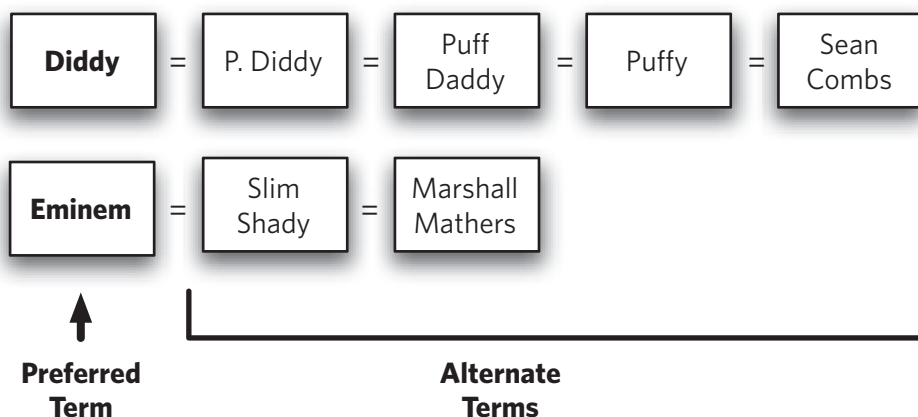 Diddy = P. Diddy = Puff Daddy = Puffy = Sean Combs
Eminem = Slim Shady = Marshall Mathers
Preferred Term
Alternate Terms